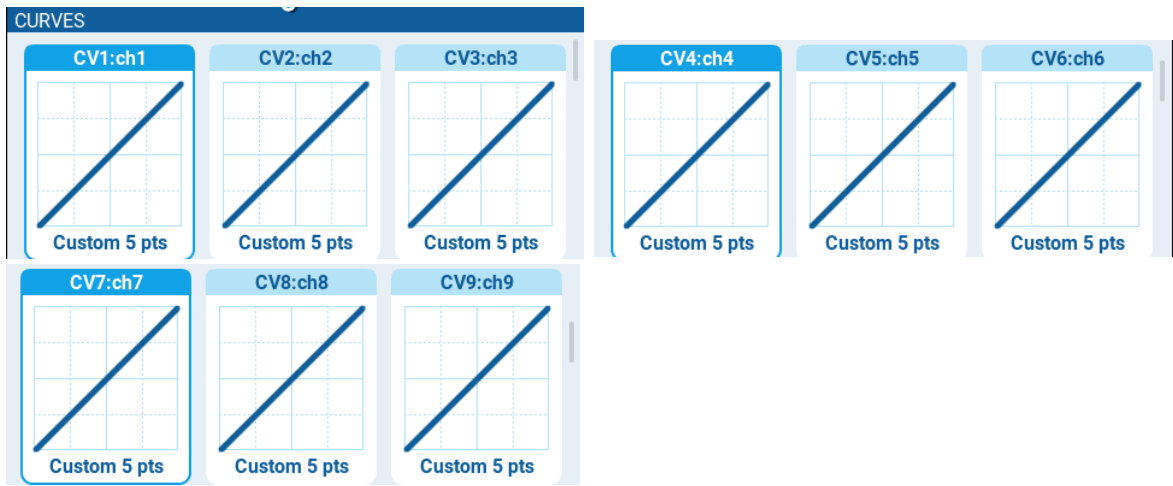 CURVES
CV1:ch1 CV2:ch2 CV3:ch3
Custom 5 pts Custom 5 pts Custom 5 pts
CV4:ch4 CV5:ch5 CV6:ch6
Custom 5 pts Custom 5 pts Custom 5 pts
CV7:ch7 CV8:ch8 CV9:ch9
Custom 5 pts Custom 5 pts Custom 5 pts